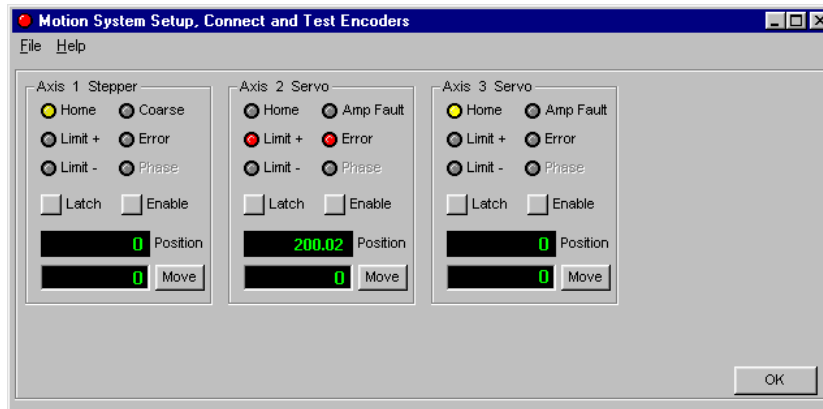 Motion System Setup, Connect and Test Encoders
File Help
Axis 1 Stepper
Home Coarse
Limit + Error
Limit - Phase
Latch Enable
0 Position
0 Move
Axis 2 Servo
Home Amp Fault
Limit + Error
Limit - Phase
Latch Enable
200.02 Position
0 Move
Axis 3 Servo
Home Amp Fault
Limit + Error
Limit - Phase
Latch Enable
0 Position
0 Move
OK